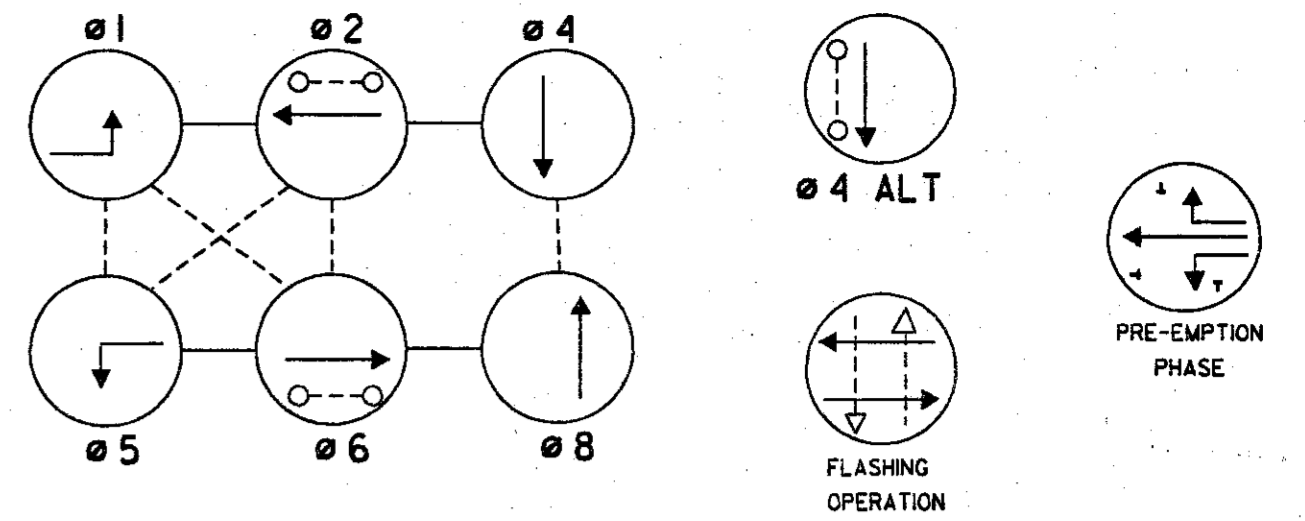 ø1 ø2 ø4
ø4 ALT
PRE-EMPTION
PHASE
ø5 ø6 ø8
FLASHING
OPERATION